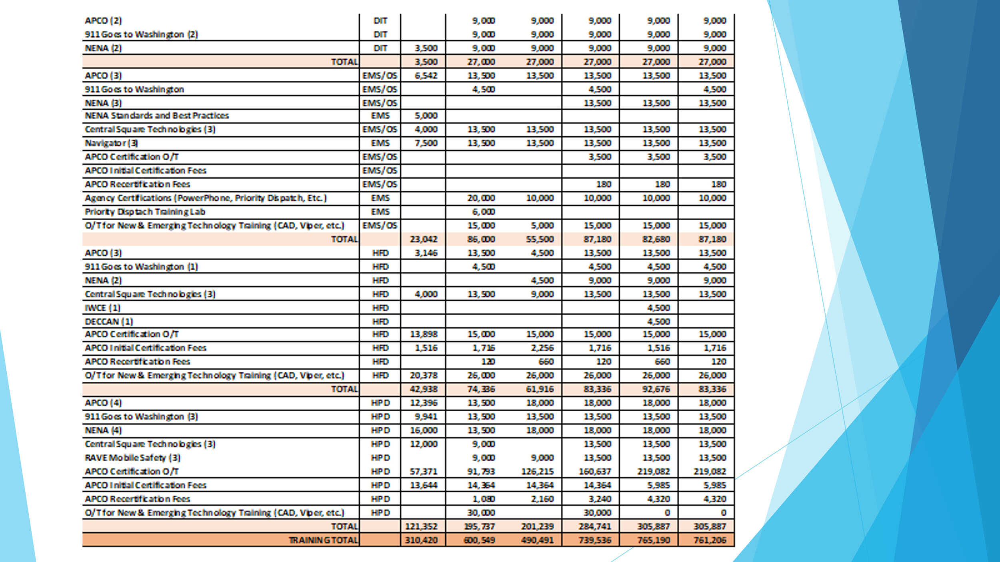 APCO (2) DIT 9,000 9,000 9,000 9,000 9,000
911 Goes to Washington (2) DIT 9,000 9,000 9,000 9,000 9,000
NENA (2) DIT 3,500 9,000 9,000 9,000 9,000 9,000
TOTAL 3,500 27,000 27,000 27,000 27,000 27,000
APCO (3) EMS/OS 6,542 13,500 13,500 13,500 13,500 13,500
911 Goes to Washington EMS/OS 4,500 4,500 4,500
NENA (3) EMS/OS 13,500 13,500 13,500
NENA Standards and Best Practices EMS 5,000
Central Square Technologies (3) EMS/OS 4,000 13,500 13,500 13,500 13,500 13,500
Navigator (3) EMS 7,500 13,500 13,500 13,500 13,500 13,500
APCO Certification O/T EMS/OS 3,500 3,500 3,500
APCO Initial Certification Fees EMS/OS
APCO Recertification Fees EMS/OS 180 180 180
Agency Certifications (PowerPhone, Priority Dispatch, Etc.) EMS 20,000 10,000 10,000 10,000 10,000
Priority Disptach Training Lab EMS 6,000
O/T for New & Emerging Technology Training (CAD, Viper, etc.) EMS/OS 15,000 5,000 15,000 15,000 15,000
TOTAL 23,042 86,000 55,500 87,180 82,680 87,180
APCO (3) HFD 3,146 13,500 4,500 13,500 13,500 13,500
911 Goes to Washington (1) HFD 4,500 4,500 4,500 4,500
NENA (2) HFD 4,500 9,000 9,000 9,000
Central Square Technologies (3) HFD 4,000 13,500 9,000 13,500 13,500 13,500
IWCE (1) HFD 4,500
DECCAN (1) HFD 4,500
APCO Certification O/T HFD 13,898 15,000 15,000 15,000 15,000 15,000
APCO Initial Certification Fees HFD 1,516 1,716 2,256 1,716 1,516 1,716
APCO Recertification Fees HFD 120 660 120 660 120
O/T for New & Emerging Technology Training (CAD, Viper, etc.) HFD 20,378 26,000 26,000 26,000 26,000 26,000
TOTAL 42,938 74,336 61,916 83,336 92,676 83,336
APCO (4) HPD 12,396 13,500 18,000 18,000 18,000 18,000
911 Goes to Washington (3) HPD 9,941 13,500 13,500 13,500 13,500 13,500
NENA (4) HPD 16,000 13,500 18,000 18,000 18,000 18,000
Central Square Technologies (3) HPD 12,000 9,000 13,500 13,500 13,500
RAVE Mobile Safety (3) HPD 9,000 9,000 13,500 13,500 13,500
APCO Certification O/T HPD 57,371 91,793 126,215 160,637 219,082 219,082
APCO Initial Certification Fees HPD 13,644 14,364 14,364 14,364 5,985 5,985
APCO Recertification Fees HPD 1,080 2,160 3,240 4,320 4,320
O/T for New & Emerging Technology Training (CAD, Viper, etc.) HPD 30,000 30,000 0 0
TOTAL 121,352 195,737 201,239 284,741 305,887 305,887
TRAINING TOTAL 310,420 600,549 490,491 739,536 765,190 761,206